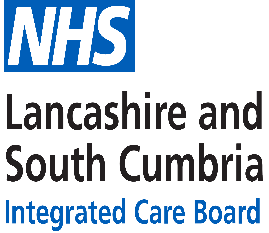 NHS
Lancashire and
South Cumbria
Integrated Care Board